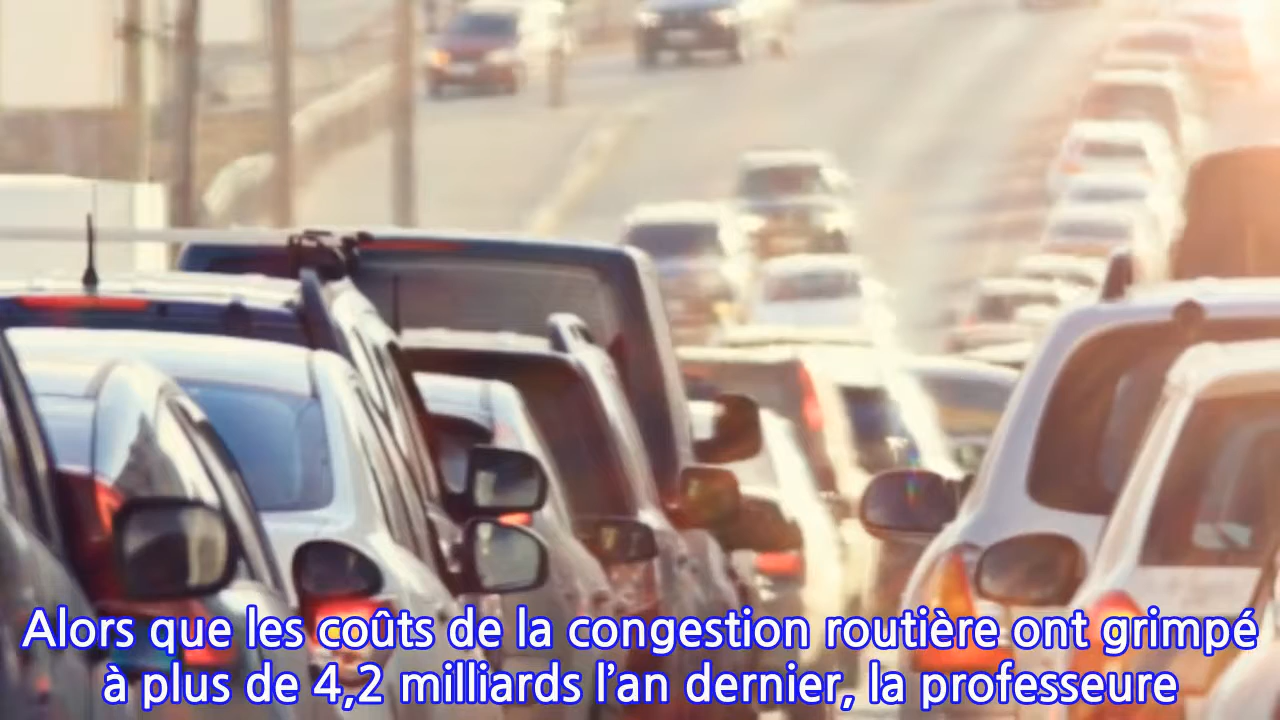 Alors que les coûts de la congestion routière ont grimpé
à plus de 4,2 milliards l’an dernier, la professeure